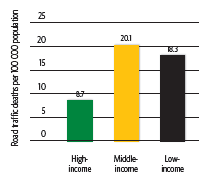 Road traffic deaths per 100 000 population
25
20
15
10
5
0
8.7
20.1
18.3
High-
income
Middle-
income
Low-
income